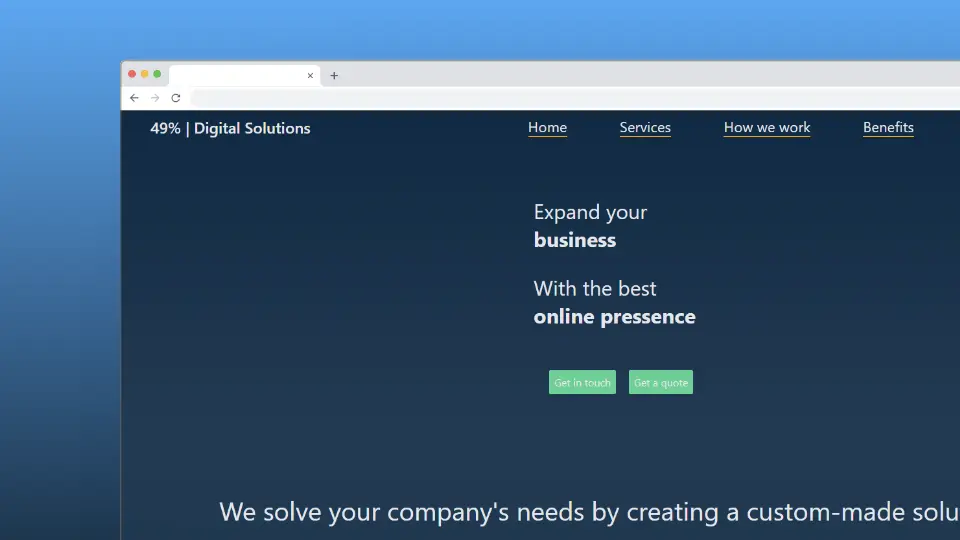 49% | Digital Solutions
Home Services How we work Benefits
Expand your
business
With the best
online pressence
Get in touch Get a quote
We solve your company's needs by creating a custom-made solu